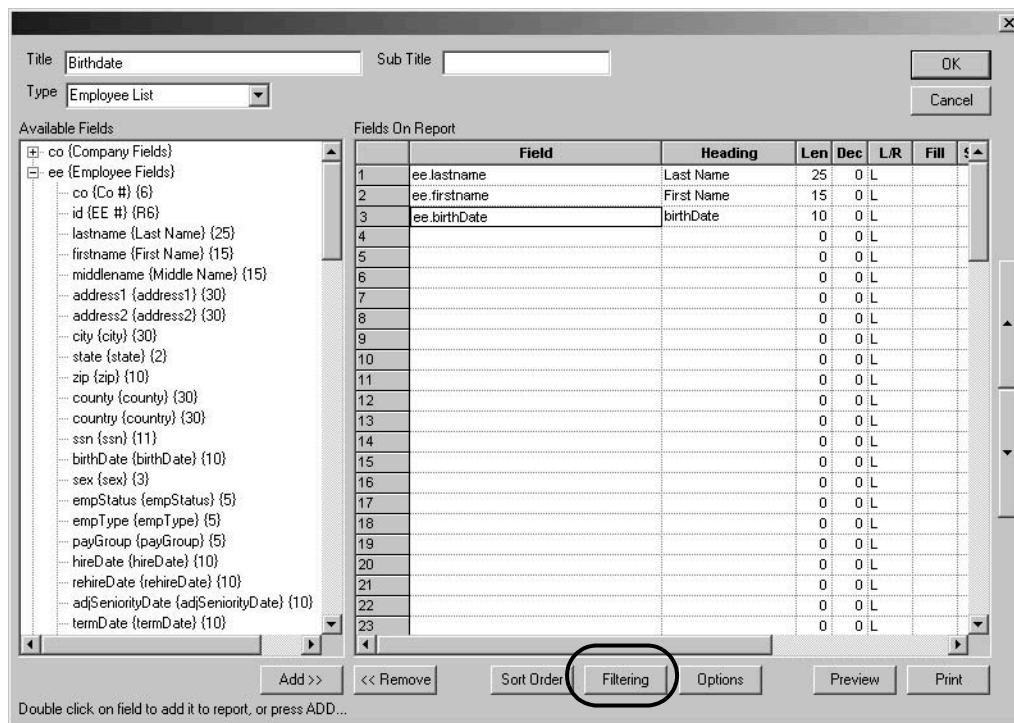 Title Birthdate Sub Title OK
Type Employee List Cancel
Available Fields Fields On Report
co {Company Fields}
ee {Employee Fields}
co {Co #} {6}
id {EE #} {R6}
lastname {Last Name} {25}
firstname {First Name} {15}
middlename {Middle Name} {15}
address1 {address1} {30}
address2 {address2} {30}
city {city} {30}
state {state} {2}
zip {zip} {10}
county {county} {30}
country {country} {30}
ssn {ssn} {11}
birthDate {birthDate} {10}
sex {sex} {3}
empStatus {empStatus} {5}
empType {empType} {5}
payGroup {payGroup} {5}
hireDate {hireDate} {10}
rehireDate {rehireDate} {10}
adjSeniorityDate {adjSeniorityDate} {10}
termDate {termDate} {10}
Field Heading Len Dec L/R Fill
1 ee.lastname Last Name 25 0 L
2 ee.firstname First Name 15 0 L
3 ee.birthDate birthDate 10 0 L
4 0 0 L
5 0 0 L
6 0 0 L
7 0 0 L
8 0 0 L
9 0 0 L
10 0 0 L
11 0 0 L
12 0 0 L
13 0 0 L
14 0 0 L
15 0 0 L
16 0 0 L
17 0 0 L
18 0 0 L
19 0 0 L
20 0 0 L
21 0 0 L
22 0 0 L
23 0 0 L
Add >> << Remove Sort Order Filtering Options Preview Print
Double click on field to add it to report, or press ADD...